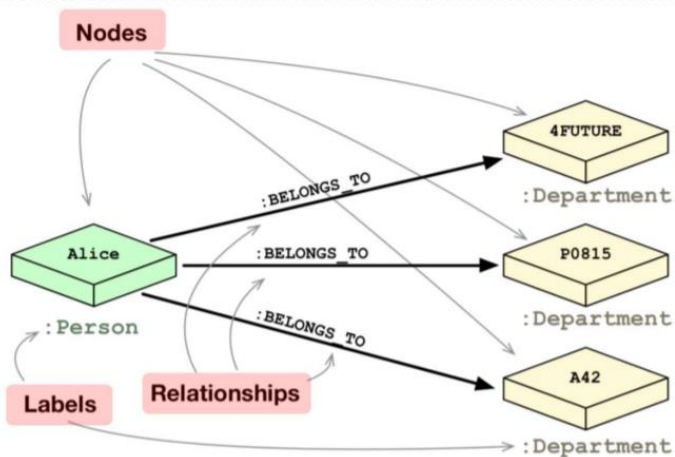 Nodes
4FUTURE
:BELONGS_TO
:Department
Alice
:BELONGS_TO
P0815
:Person
:BELONGS_TO
:Department
Labels
Relationships
A42
:Department